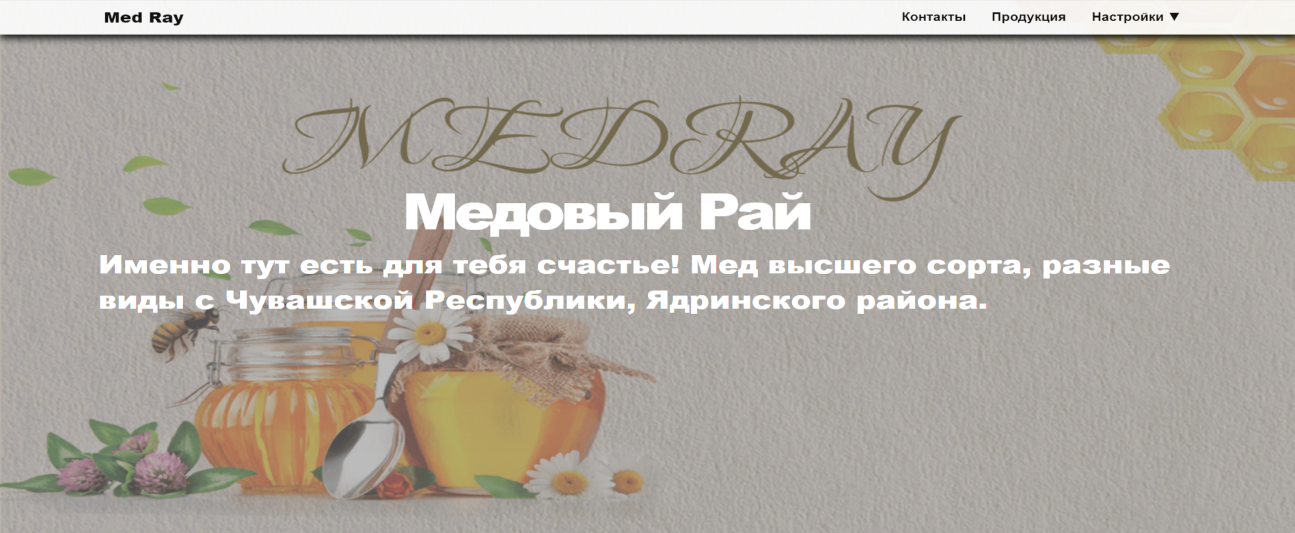 Med Ray
Контакты Продукция Настройки ▼
MEDRAY
Медовый Рай
Именно тут есть для тебя счастье! Мед высшего сорта, разные
виды с Чувашской Республики, Ядринского района.